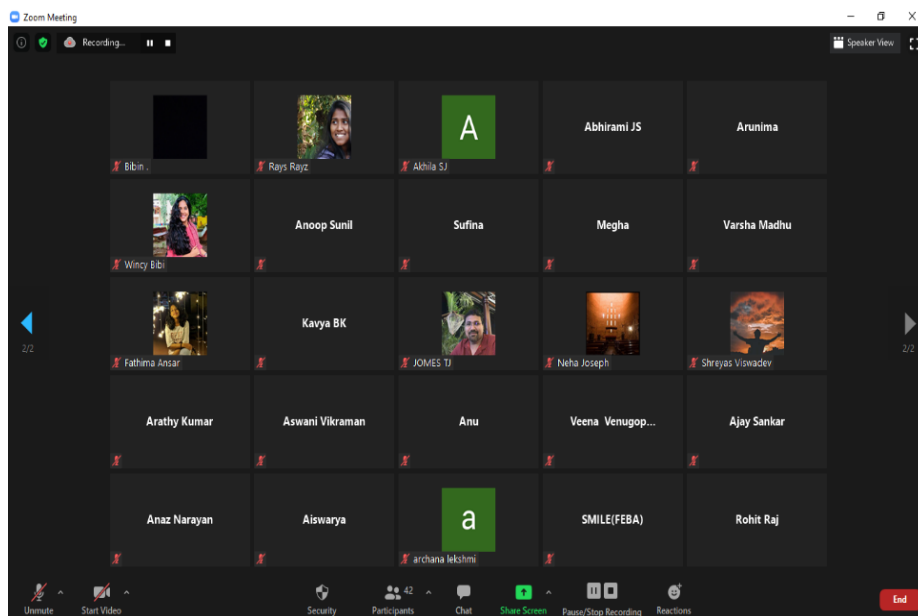 Zoom Meeting
Recording...
Speaker View
Bibin .
Rays Rayz
A
Akhila SJ
Abhirami JS
Arunima
Wincy Bibi
Anoop Sunil
Sufina
Megha
Varsha Madhu
Fathima Ansar
Kavya BK
JOMES TJ
Neha Joseph
Shreyas Viswadev
2/2
2/2
Arathy Kumar
Aswani Vikraman
Anu
Veena Venugop...
Ajay Sankar
Anaz Narayan
Aiswarya
a
archana lekshmi
SMILE(FEBA)
Rohit Raj
Unmute
Start Video
Security
42
Participants
Chat
Share Screen
Pause/Stop Recording
Reactions
End